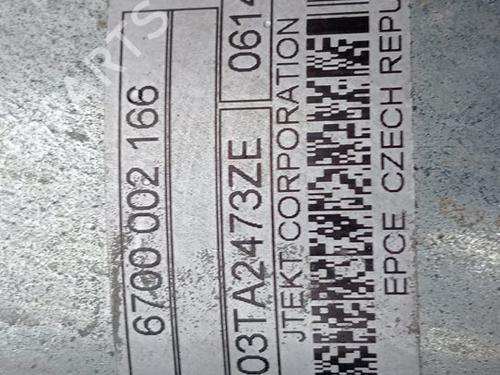 6700 002 166
03TA2473ZE 0614
JTEKT CORPORATION
EPCE CZECH REPU